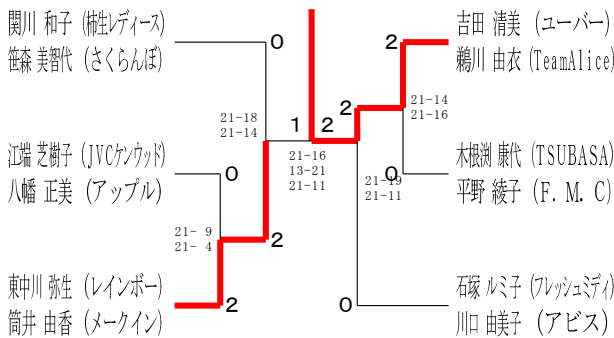 関川 和子 (柿生レディース)
笹森 美智代 (さくらんぼ)
0
21-18
21-14
江端 芝樹子 (JVCケンウッド)
八幡 正美 (アップル)
0
21- 9
21- 4
2
東中川 弥生 (レインボー)
筒井 由香 (メークイン)
2
1 2
21-16
13-21
21-11
吉田 清美 (ユーバー)
鵜川 由衣 (TeamAlice)
2
2
21-14
21-16
木根渕 康代 (TSUBASA)
平野 綾子 (F. M. C)
0
21-19
21-11
石塚 ルミ子 (フレッシュミディ)
川口 由美子 (アビス)
0